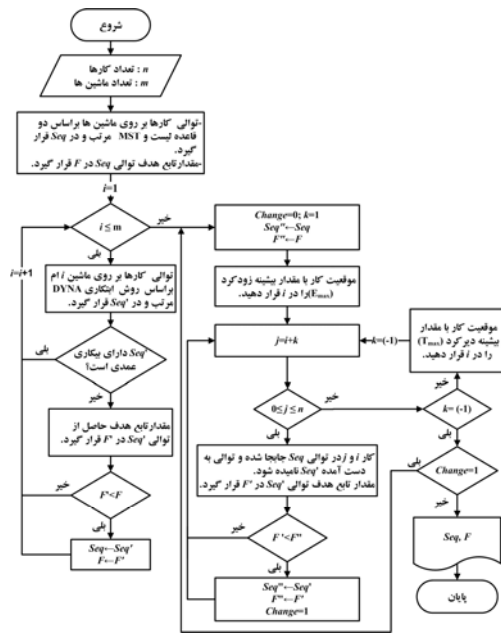 شروع
n : تعداد کارها
m : تعداد ماشین ها
-توالی کارها بر روی ماشین ها براساس دو
قاعده لیست و MST مرتب و در Seq قرار
گیرد.
-مقدارتابع هدف توالی Seq در F قرار گیرد.
i=1
i ≤ m
خیر
بلی
i=i+1
توالی کارها بر روی ماشین i ام
براساس روش ابتکاری DYNA
مرتب و در Seq' قرار گیرد.
Seq' دارای بیکاری
عمدی است؟
بلی
خیر
مقدارتابع هدف حاصل از
توالی Seq' در F' قرار گیرد.
F'<F
خیر
بلی
Seq←Seq'
F←F'
Change=0; k=1
Seq"←Seq
F"←F
موقعیت کار با مقدار بیشینه زودکرد
(Emax)را در i قرار دهید.
j=i+k
0≤ j ≤ n
خیر
بلی
کار i و j در توالی Seq جابجا شده و توالی به
دست آمده Seq' نامیده شود.
مقدار تابع هدف توالی Seq' در F' قرار گیرد.
F'<F"
خیر
بلی
Seq"←Seq'
F"←F'
Change=1
موقعیت کار با مقدار
بیشینه دیرکرد (Tmax)
را در i قرار دهید.
k=(-1)
خیر
k= (-1)
بلی
Change=1
بلی
خیر
Seq, F
پایان